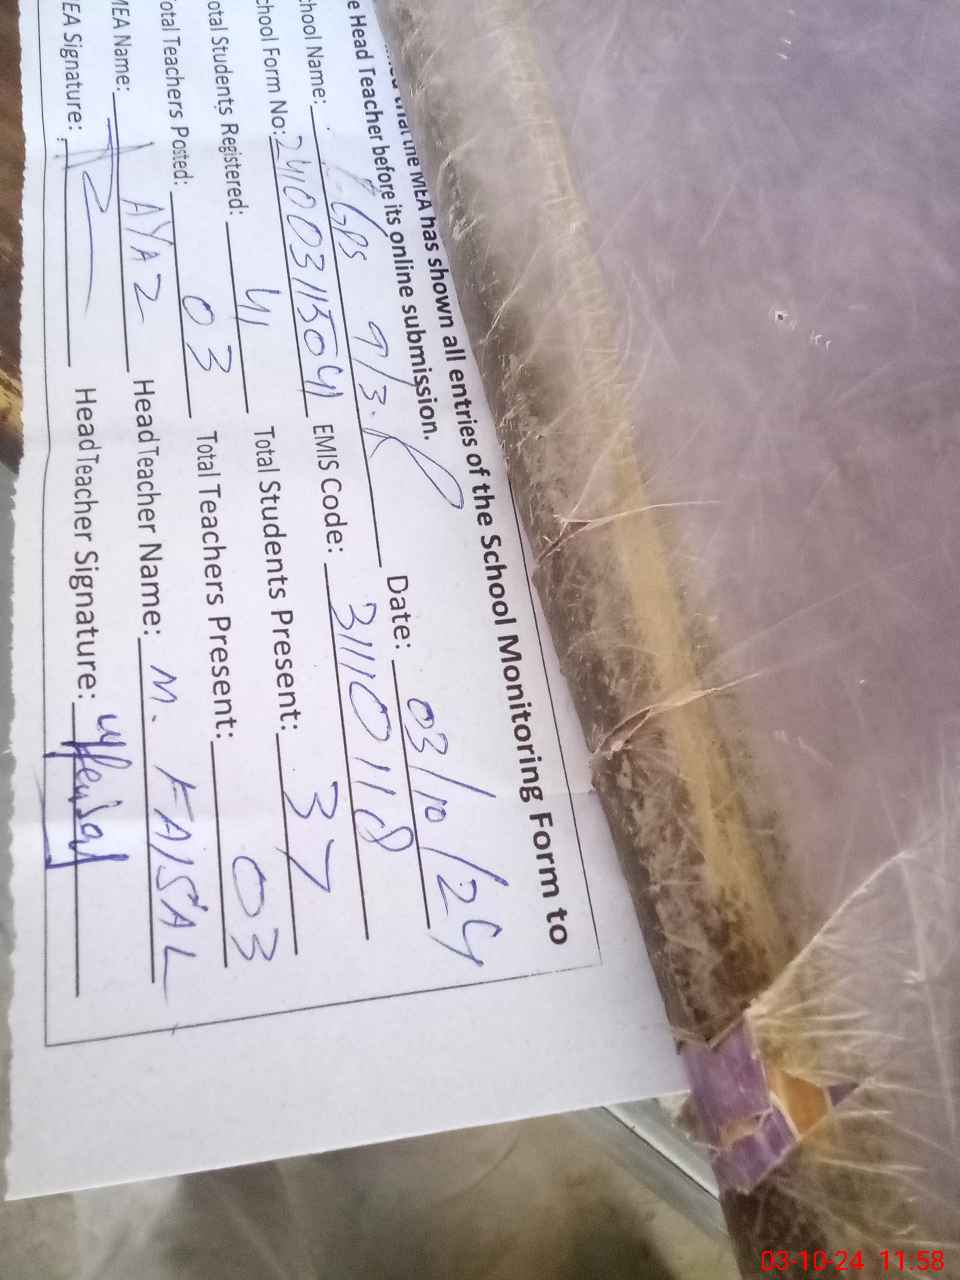 that the MEA has shown all entries of the School Monitoring Form to
e Head Teacher before its online submission.
chool Name: GPS 9/3.R Date: 03/10/24
chool Form No: EMIS Code: 31110118
otal Students Registered: 41 Total Students Present: 37
otal Teachers Posted: 03 Total Teachers Present: 03
MEA Name: AYAZ Head Teacher Name: M. FAISAL
EA Signature: Head Teacher Signature:
03-10-24 11:58